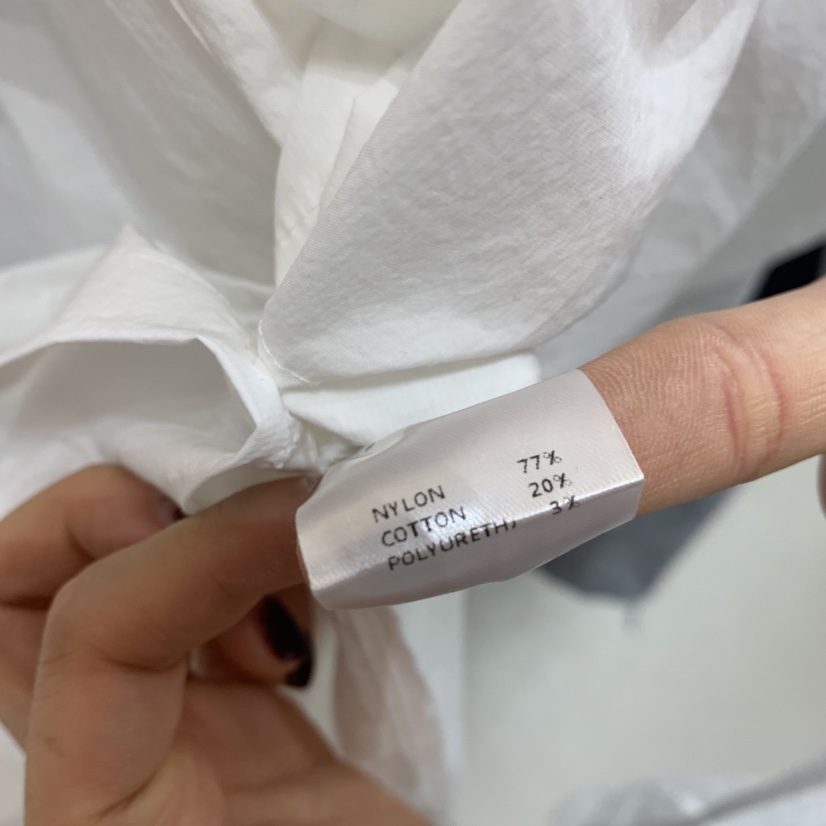 NYLON 77%
COTTON 20%
POLYURETH, 3%